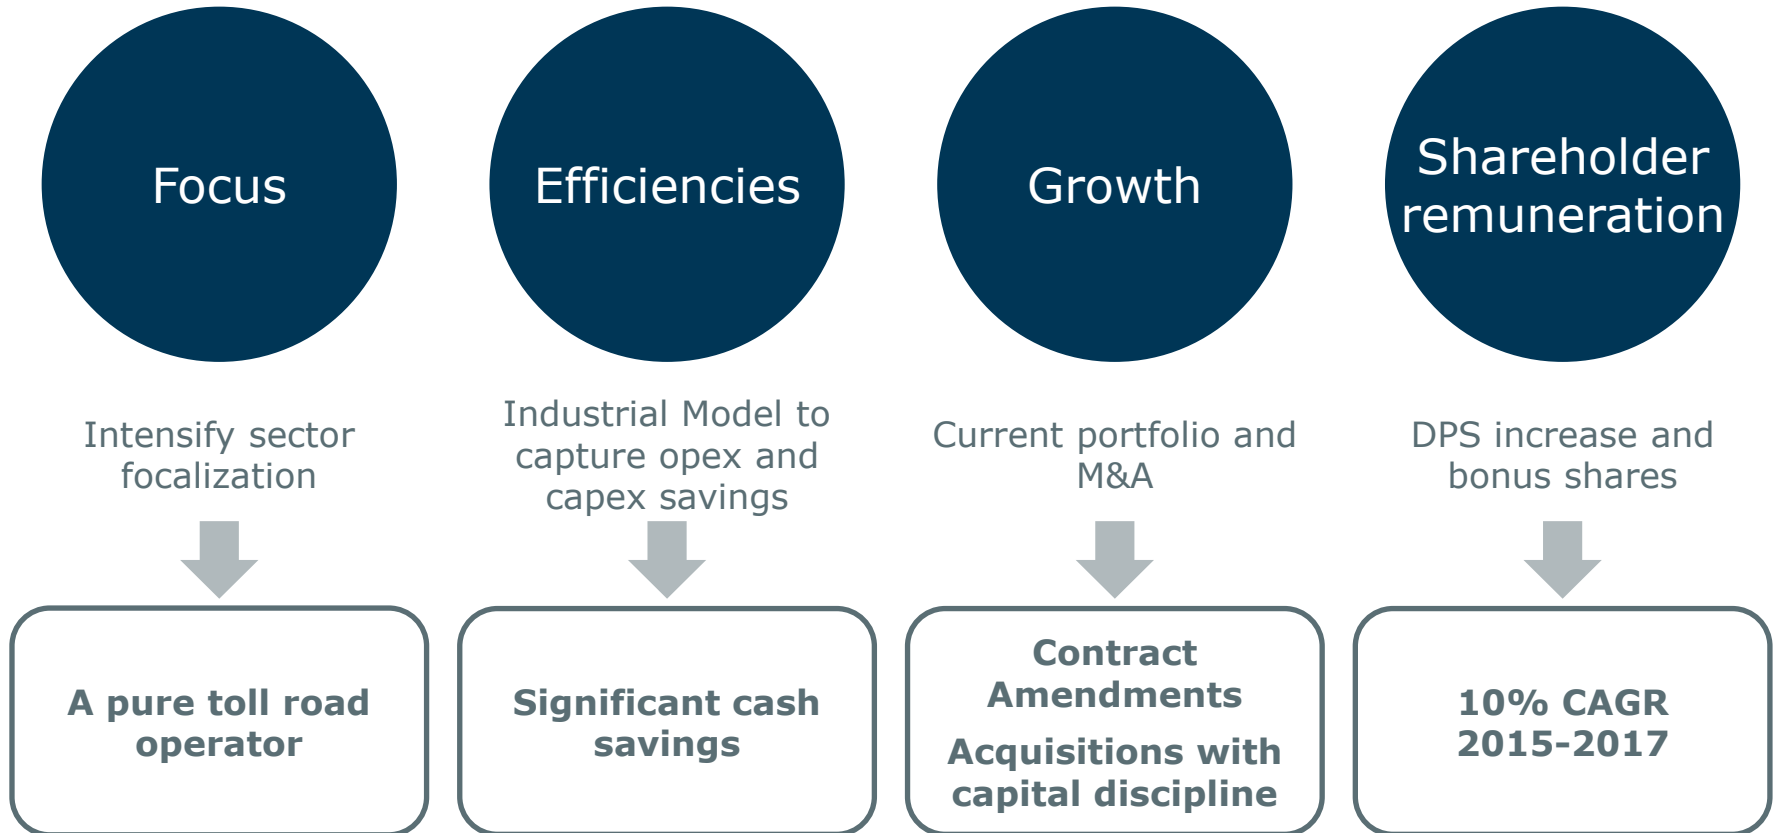 Focus
Intensify sector
focalization
A pure toll road
operator
Efficiencies
Industrial Model to
capture opex and
capex savings
Significant cash
savings
Growth
Current portfolio and
M&A
Contract
Amendments
Acquisitions with
capital discipline
Shareholder
remuneration
DPS increase and
bonus shares
10% CAGR
2015-2017